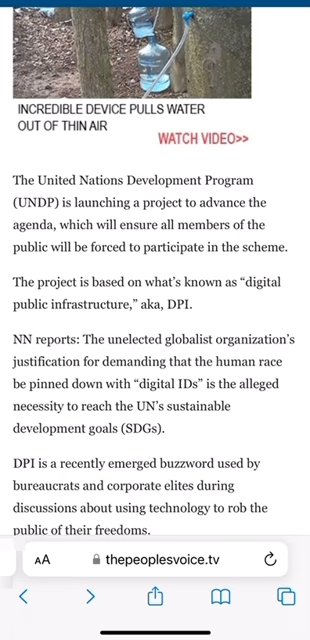 INCREDIBLE DEVICE PULLS WATER
OUT OF THIN AIR
WATCH VIDEO>>
The United Nations Development Program
(UNDP) is launching a project to advance the
agenda, which will ensure all members of the
public will be forced to participate in the scheme.
The project is based on what’s known as “digital
public infrastructure,” aka, DPI.
NN reports: The unelected globalist organization’s
justification for demanding that the human race
be pinned down with “digital IDs” is the alleged
necessity to reach the UN’s sustainable
development goals (SDGs).
DPI is a recently emerged buzzword used by
bureaucrats and corporate elites during
discussions about using technology to rob the
public of their freedoms.
AA thepeoplesvoice.tv